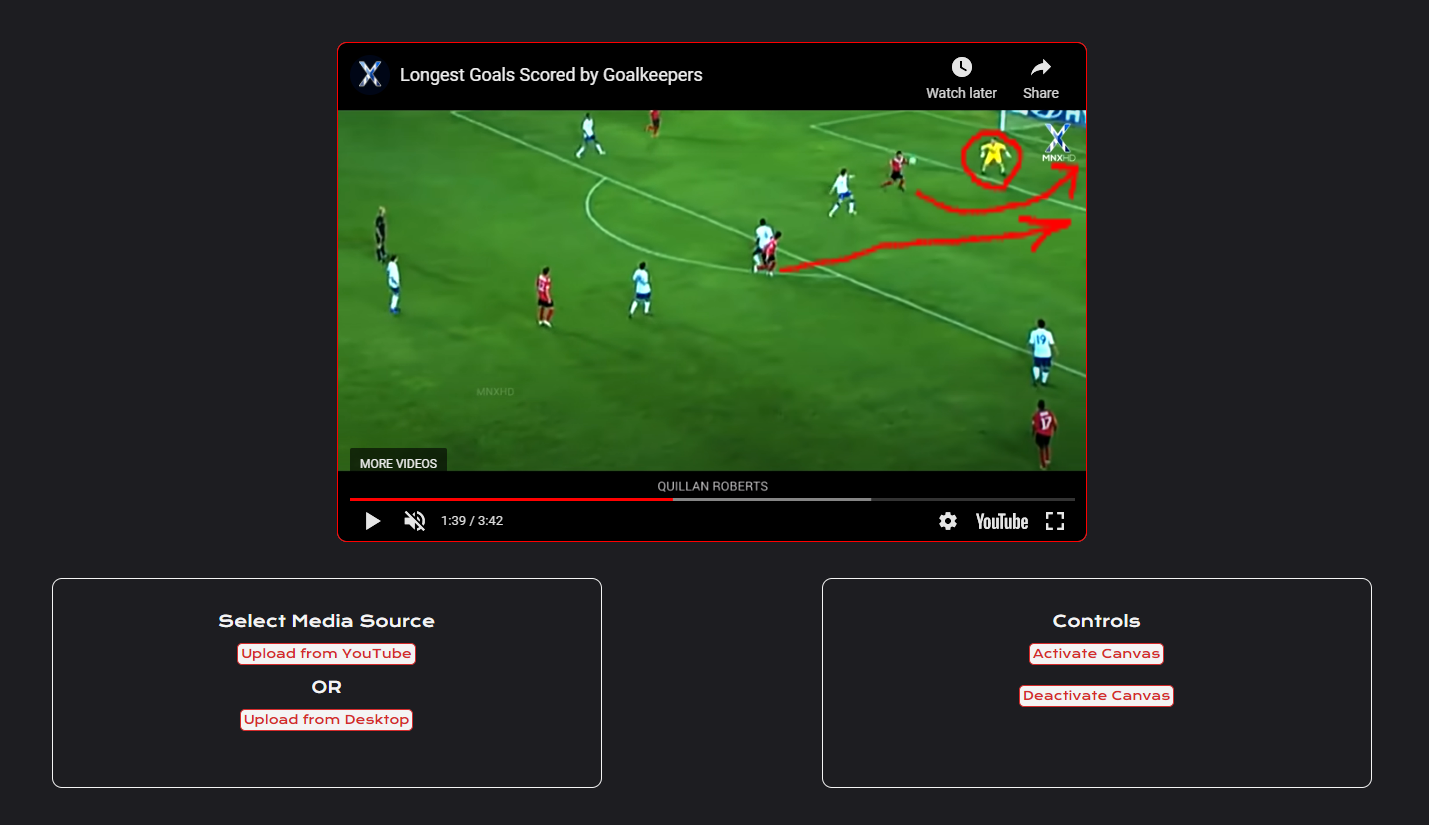 Longest Goals Scored by Goalkeepers
Watch later
Share
MNXHD
19
17
MNXHD
MORE VIDEOS
QUILLAN ROBERTS
1:39 / 3:42
YouTube
Select Media Source
Upload from YouTube
OR
Upload from Desktop
Controls
Activate Canvas
Deactivate Canvas